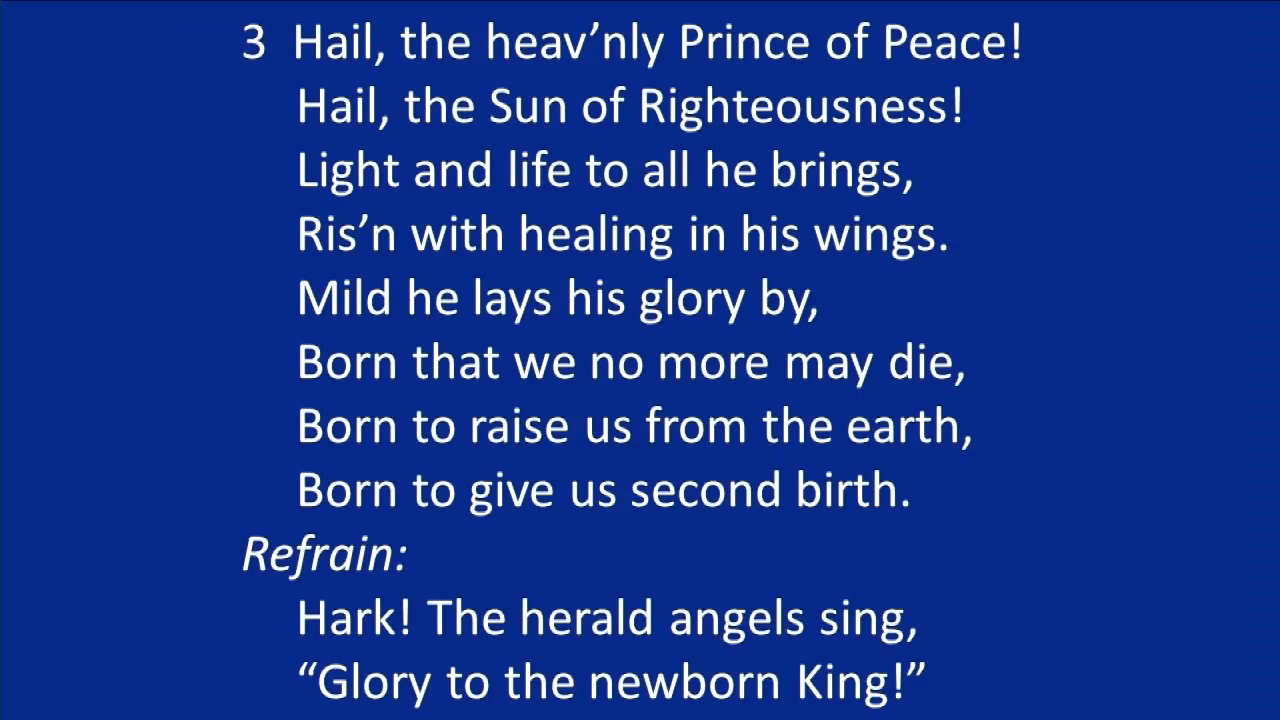 3 Hail, the heav’nly Prince of Peace!
Hail, the Sun of Righteousness!
Light and life to all he brings,
Ris’n with healing in his wings.
Mild he lays his glory by,
Born that we no more may die,
Born to raise us from the earth,
Born to give us second birth.
Refrain:
Hark! The herald angels sing,
“Glory to the newborn King!”